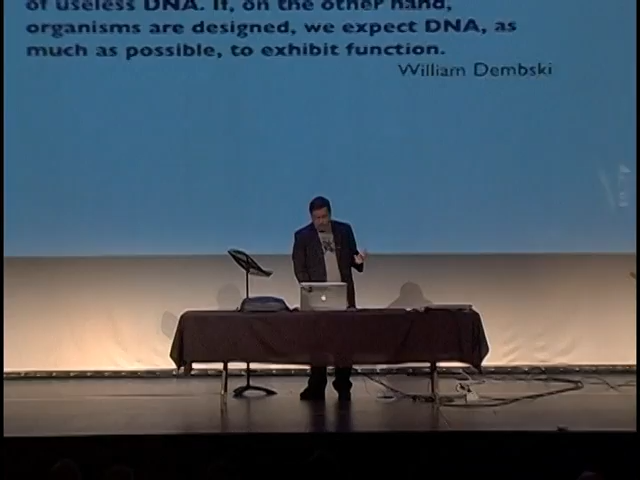 of useless DNA. If, on the other hand,
organisms are designed, we expect DNA, as
much as possible, to exhibit function.
William Dembski